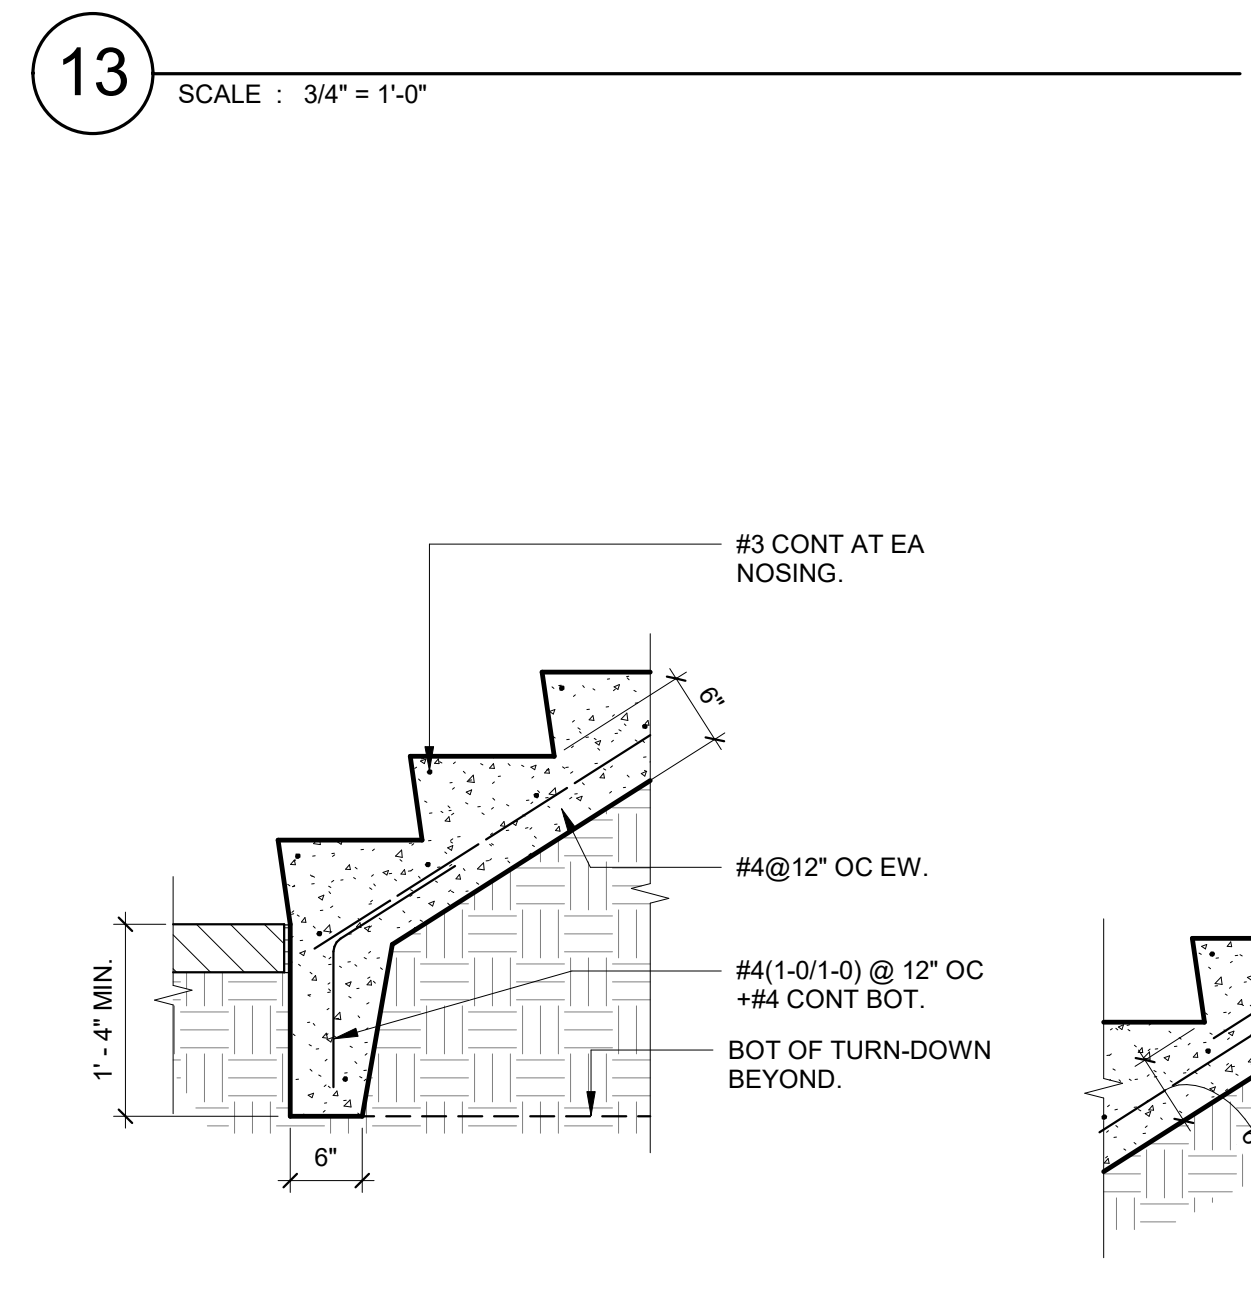 13
SCALE : 3/4" = 1'-0"
#3 CONT AT EA
NOSING.
6"
#4@12" OC EW.
#4(1-0/1-0) @ 12" OC
+#4 CONT BOT.
1' - 4" MIN.
BOT OF TURN-DOWN
BEYOND.
6"